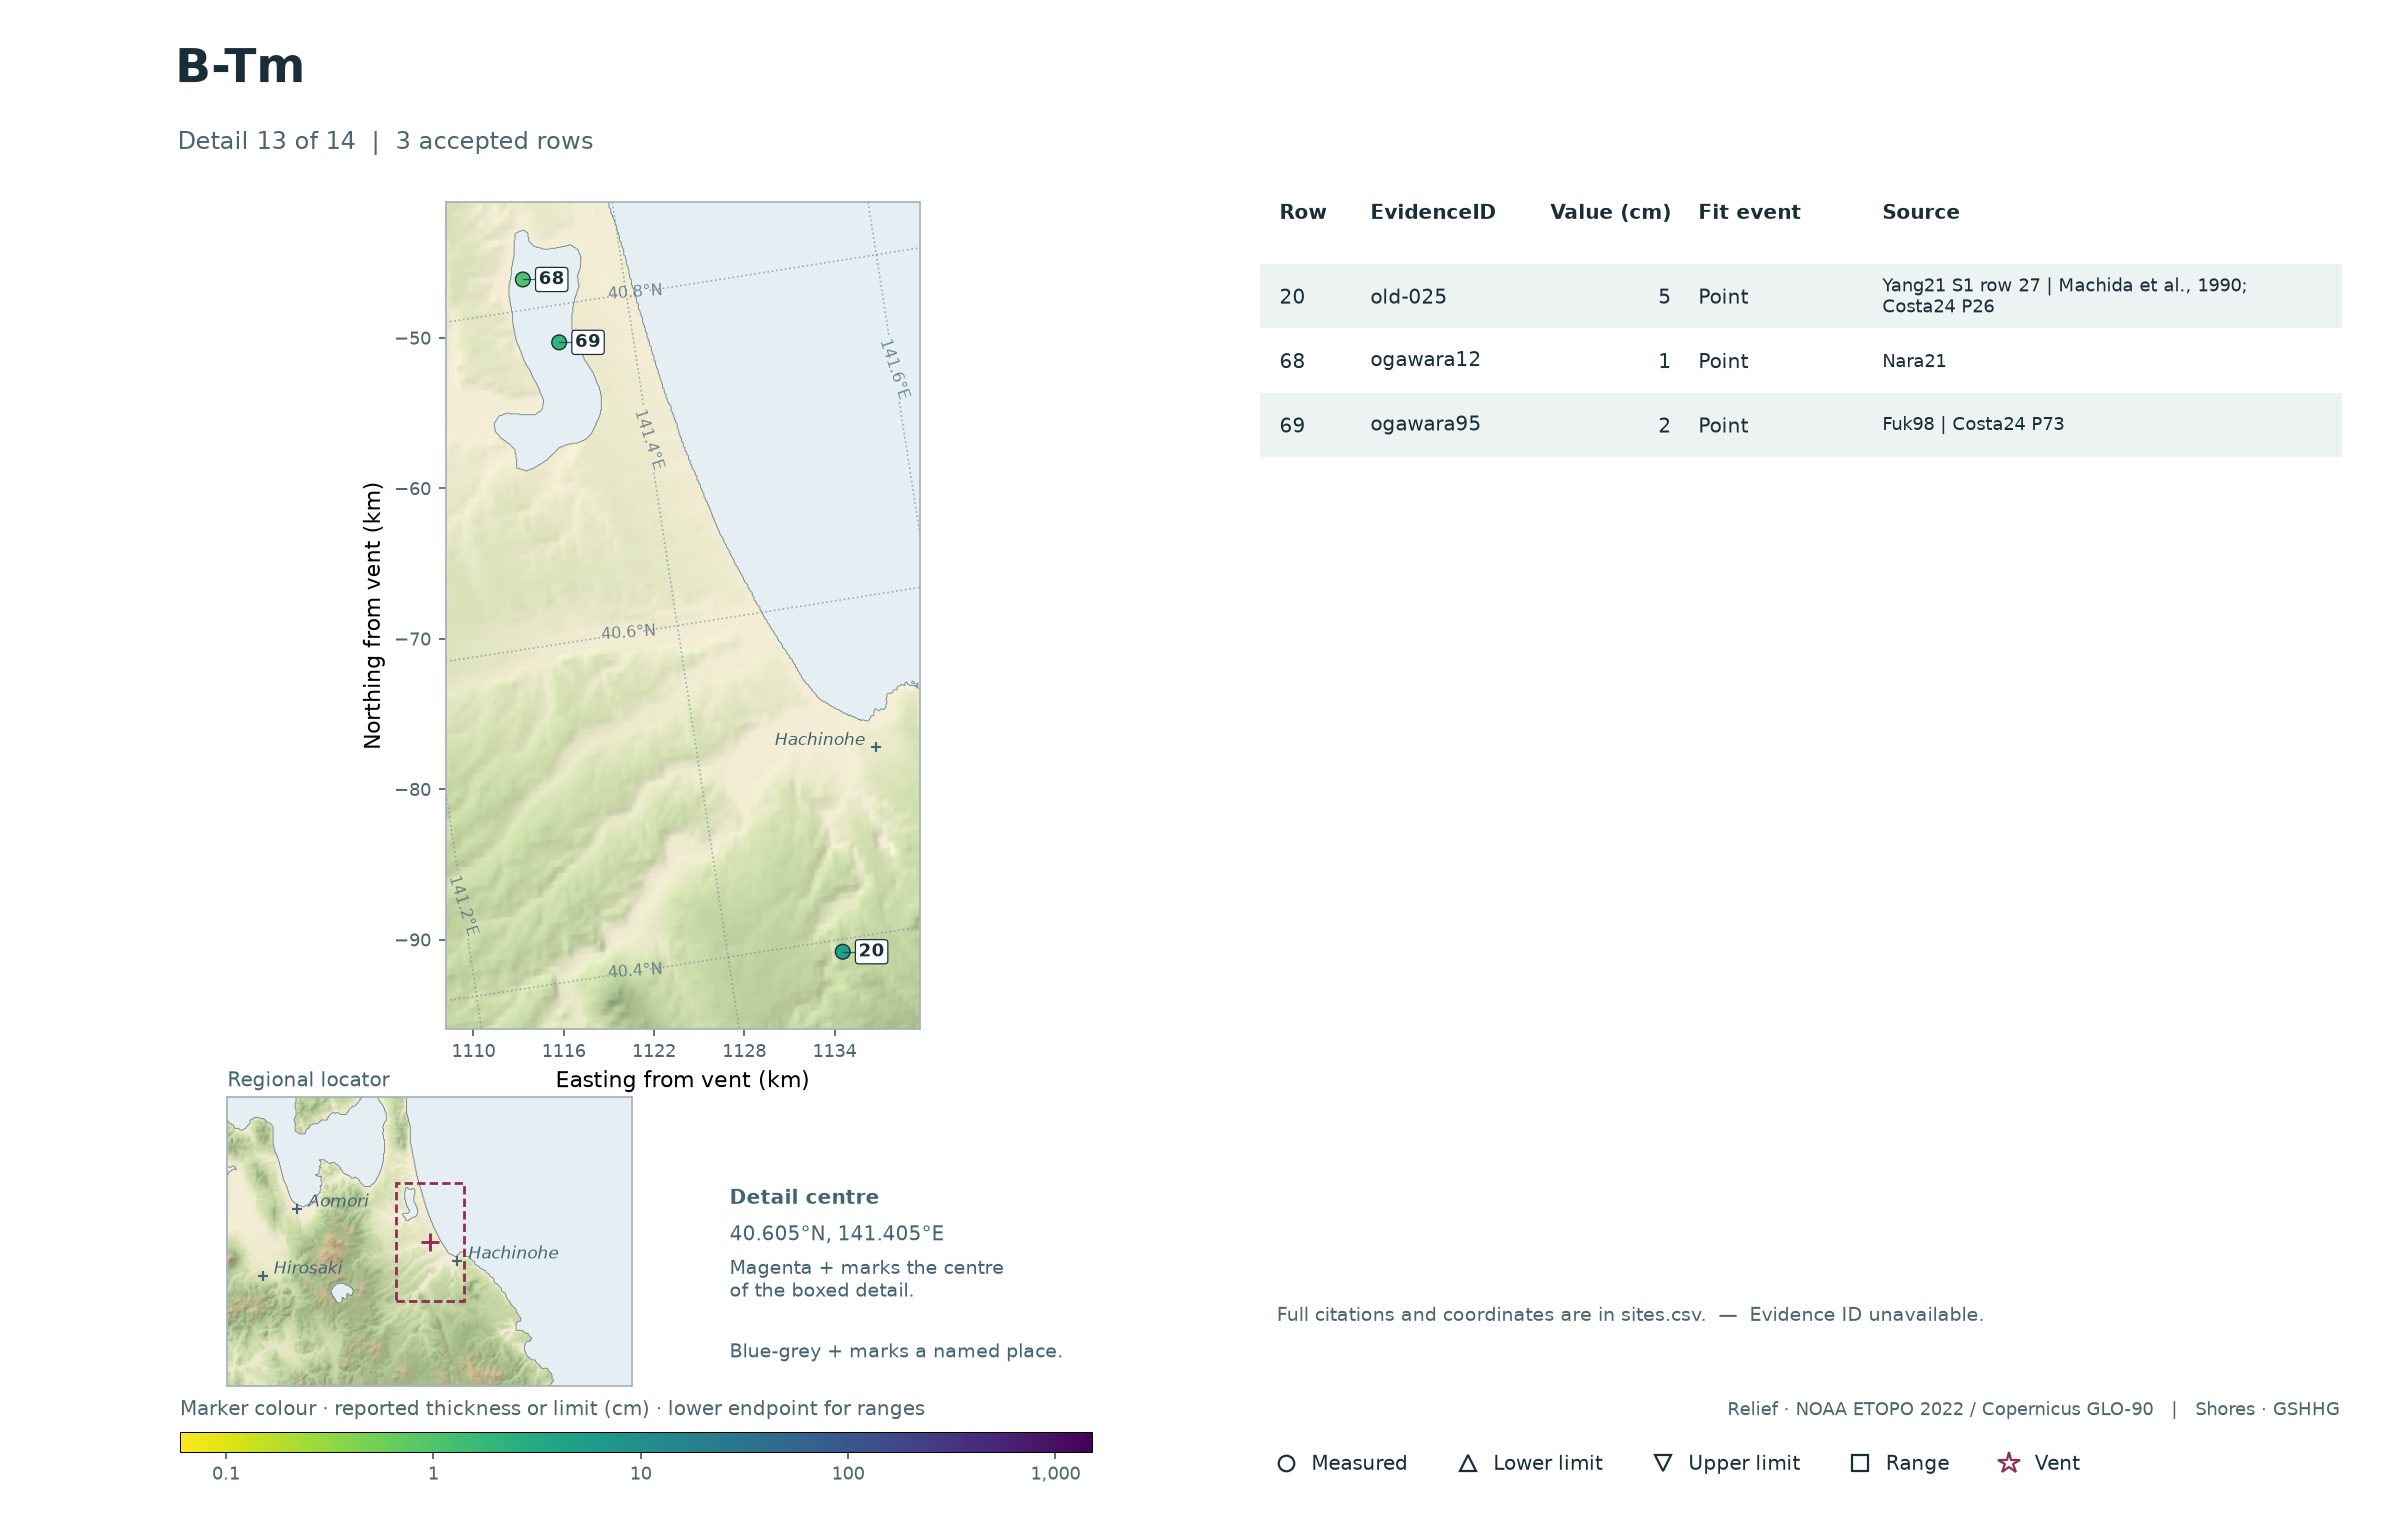 B-Tm
Detail 13 of 14 | 3 accepted rows
68
69
40.8°N
141.6°E
141.4°E
40.6°N
Hachinohe
141.2°E
40.4°N
20
−50
−60
−70
−80
−90
Northing from vent (km)
1110 1116 1122 1128 1134
Easting from vent (km)
Row EvidenceID Value (cm) Fit event Source
20 old-025 5 Point Yang21 S1 row 27 | Machida et al., 1990;
Costa24 P26
68 ogawara12 1 Point Nara21
69 ogawara95 2 Point Fuk98 | Costa24 P73
Regional locator
Aomori
Hachinohe
Hirosaki
Detail centre
40.605°N, 141.405°E
Magenta + marks the centre
of the boxed detail.
Blue-grey + marks a named place.
Full citations and coordinates are in sites.csv. — Evidence ID unavailable.
Marker colour · reported thickness or limit (cm) · lower endpoint for ranges
0.1 1 10 100 1,000
Relief · NOAA ETOPO 2022 / Copernicus GLO-90 | Shores · GSHHG
Measured Lower limit Upper limit Range Vent